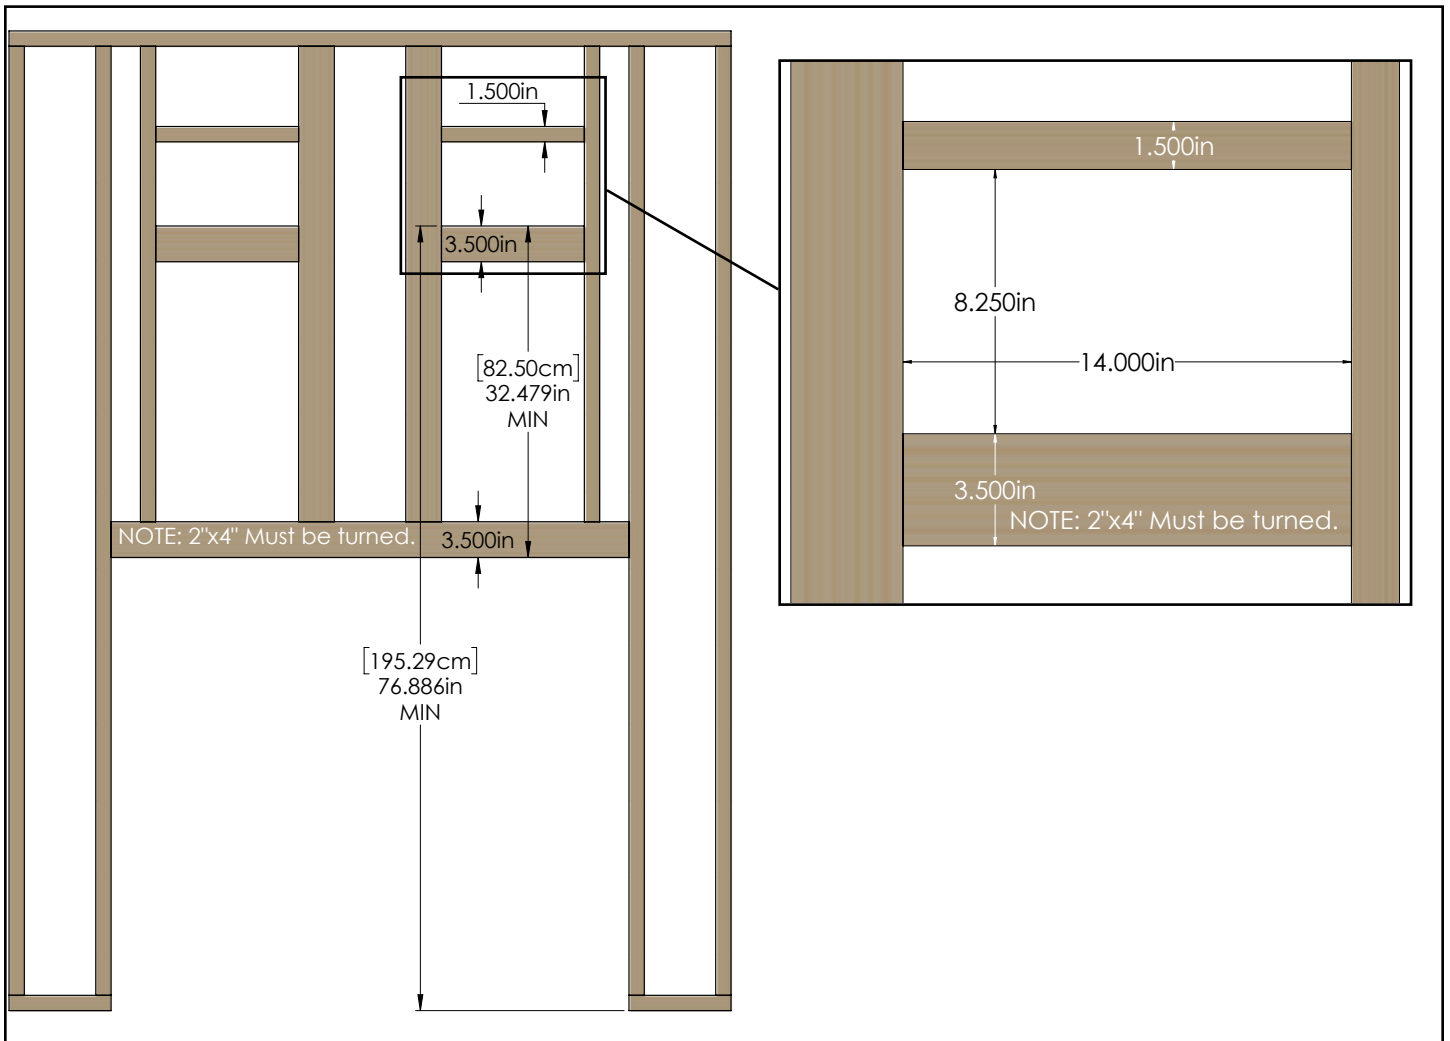 1.500in
3.500in
[82.50cm]
32.479in
MIN
NOTE: 2"x4" Must be turned.
3.500in
[195.29cm]
76.886in
MIN
1.500in
8.250in
14.000in
3.500in
NOTE: 2"x4" Must be turned.